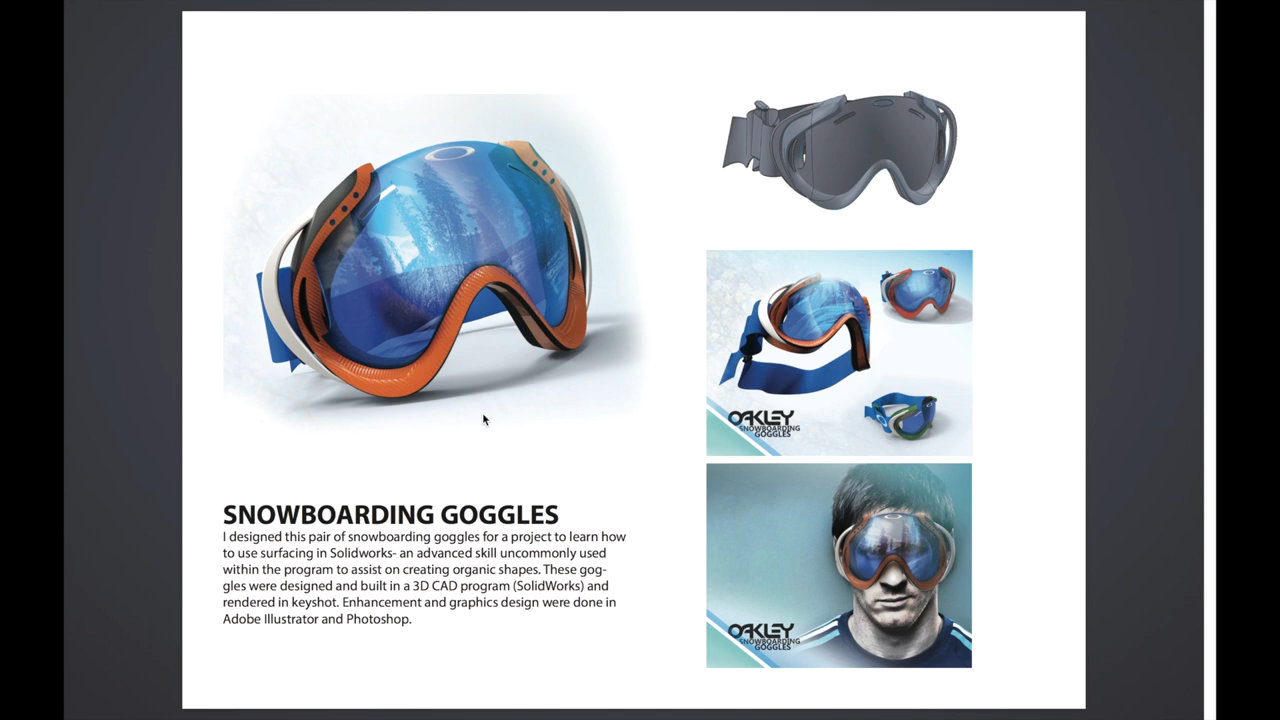 SNOWBOARDING GOGGLES
I designed this pair of snowboarding goggles for a project to learn how
to use surfacing in Solidworks- an advanced skill uncommonly used
within the program to assist on creating organic shapes. These gog-
gles were designed and built in a 3D CAD program (SolidWorks) and
rendered in keyshot. Enhancement and graphics design were done in
Adobe Illustrator and Photoshop.
OAKLEY
SNOWBOARDING
GOGGLES
OAKLEY
SNOWBOARDING
GOGGLES